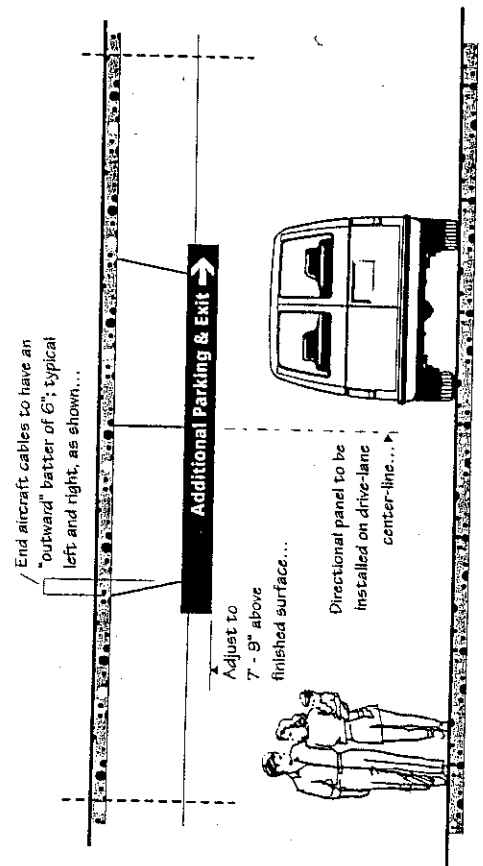 End aircraft cables to have an
"outward" batter of 6"; typical
left and right, as shown...
Additional Parking & Exit →
Adjust to
7' - 9" above
finished surface...
Directional panel to be
installed on drive-lane
center-line...